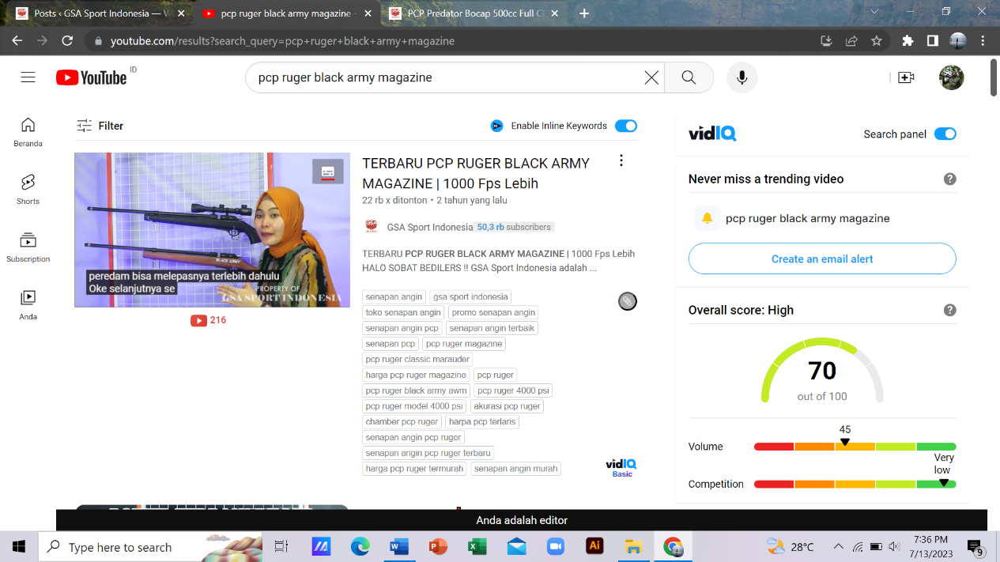 Posts ‹ GSA Sport Indonesia — W
pcp ruger black army magazine -
PCP Predator Bocap 500cc Full Cl
youtube.com/results?search_query=pcp+ruger+black+army+magazine
YouTube ID
pcp ruger black army magazine
Beranda
Shorts
Subscription
Anda
Filter
Enable Inline Keywords
BLACK ARMY
peredam bisa melepasnya terlebih dahulu
Oke selanjutnya se
PROPERTY OF
GSA SPORT INDONESIA
216
TERBARU PCP RUGER BLACK ARMY
MAGAZINE | 1000 Fps Lebih
22 rb x ditonton • 2 tahun yang lalu
GSA Sport Indonesia 50,3 rb subscribers
TERBARU PCP RUGER BLACK ARMY MAGAZINE | 1000 Fps Lebih
HALO SOBAT BEDILERS !! GSA Sport Indonesia adalah ...
senapan angin gsa sport indonesia
toko senapan angin promo senapan angin
senapan angin pcp senapan angin terbaik
senapan pcp pcp ruger magazine
pcp ruger classic marauder
harga pcp ruger magazine pcp ruger
pcp ruger black army awm pcp ruger 4000 psi
pcp ruger model 4000 psi akurasi pcp ruger
chamber pcp ruger harpa pcp terlaris
senapan angin pcp ruger
senapan angin pcp ruger terbaru
harga pcp ruger termurah senapan angin murah
vidIQ
Basic
vidIQ
Search panel
Never miss a trending video
pcp ruger black army magazine
Create an email alert
Overall score: High
70
out of 100
45
Volume
Very
low
Competition
Anda adalah editor
Type here to search
28°C
7:36 PM
7/13/2023
9